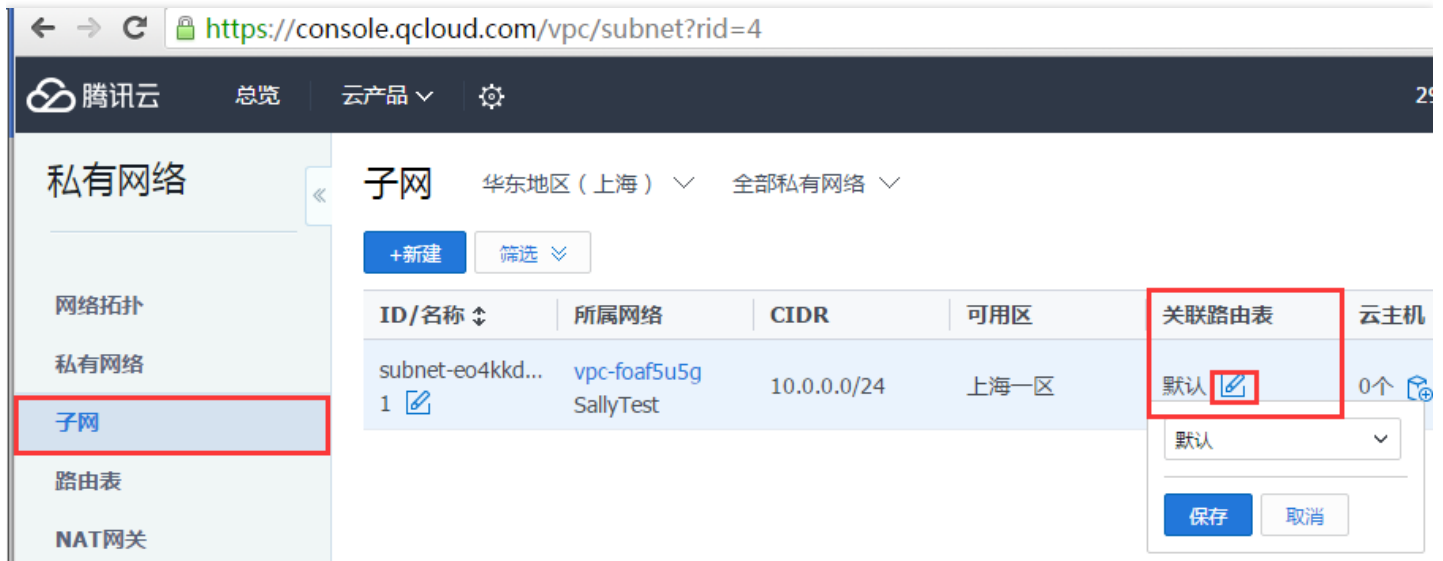 https://console.qcloud.com/vpc/subnet?rid=4
腾讯云 总览 云产品 29
私有网络
子网 华东地区（上海） 全部私有网络
+新建 筛选
网络拓扑
ID/名称 所属网络 CIDR 可用区 关联路由表 云主机
私有网络
subnet-eo4kkd... vpc-foaf5u5g 10.0.0.0/24 上海一区 默认 0个
1 SallyTest
子网
默认
路由表
保存 取消
NAT网关